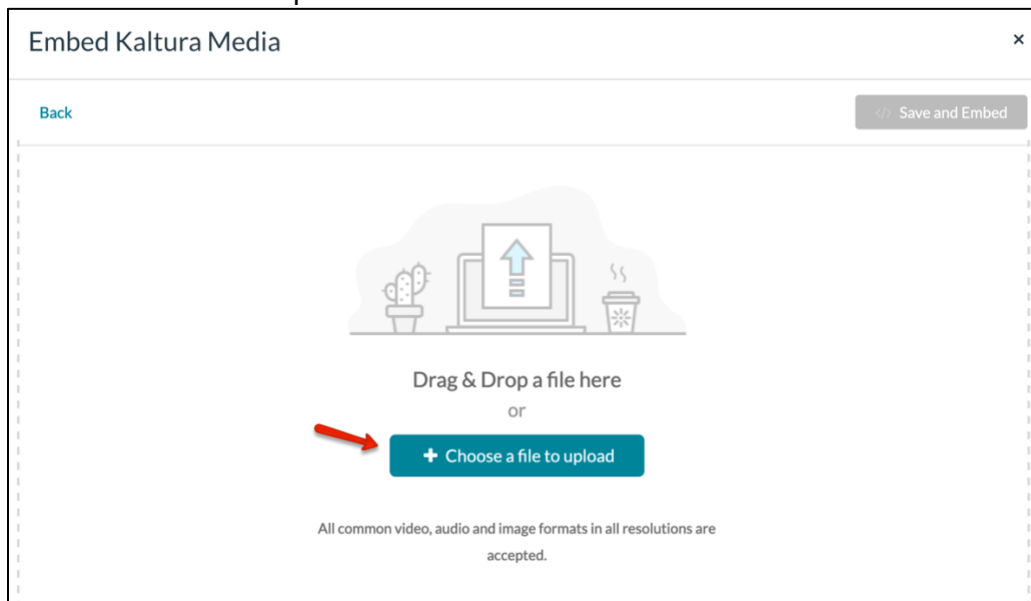 Embed Kaltura Media ×
Back </> Save and Embed
Drag & Drop a file here
or
+ Choose a file to upload
All common video, audio and image formats in all resolutions are
accepted.